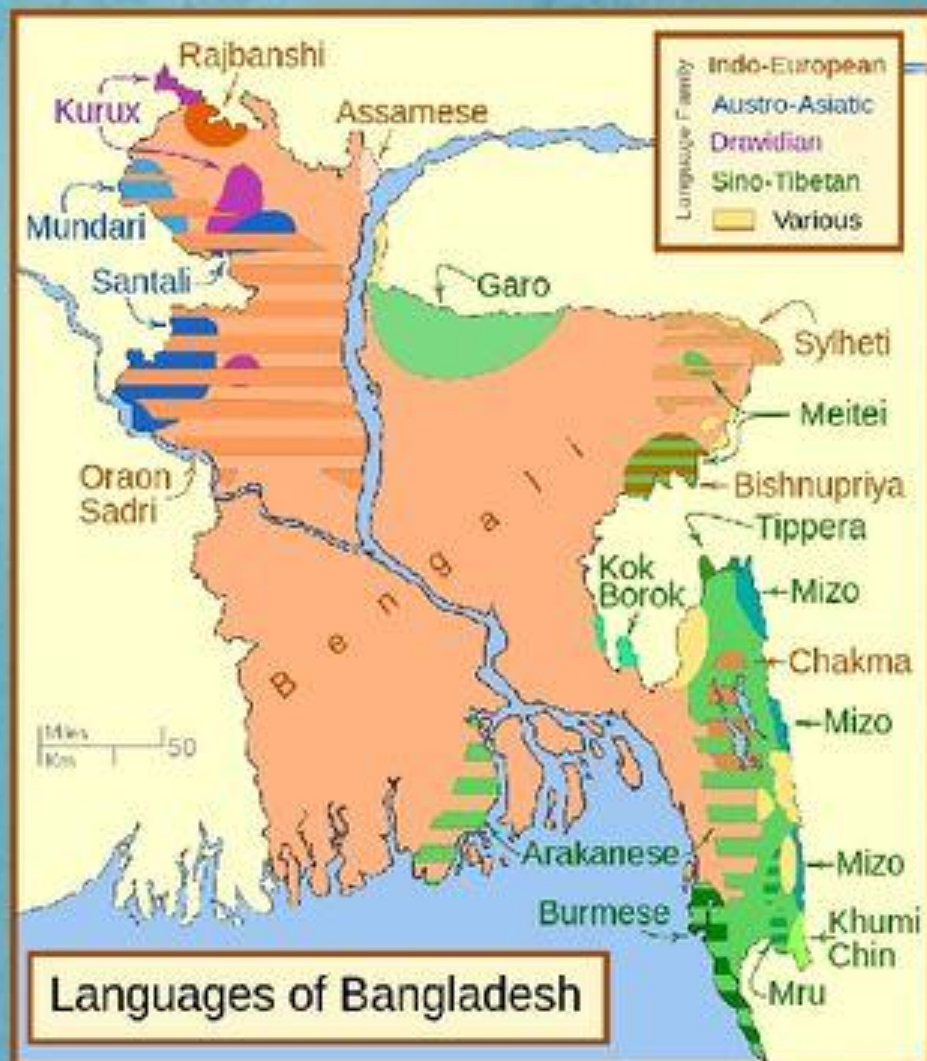 Rajbanshi
Kurux
Assamese
Mundari
Santali
Garo
Sylheti
Meitei
Oraon
Sadri
Bishnupriya
Tippera
Kok
Borok
Mizo
Chakma
Mizo
Bengali
Arakanese
Mizo
Burmese
Khumi
Chin
Mru
Language Family
Indo-European
Austro-Asiatic
Dravidian
Sino-Tibetan
Various
Miles
Km
50
Languages of Bangladesh